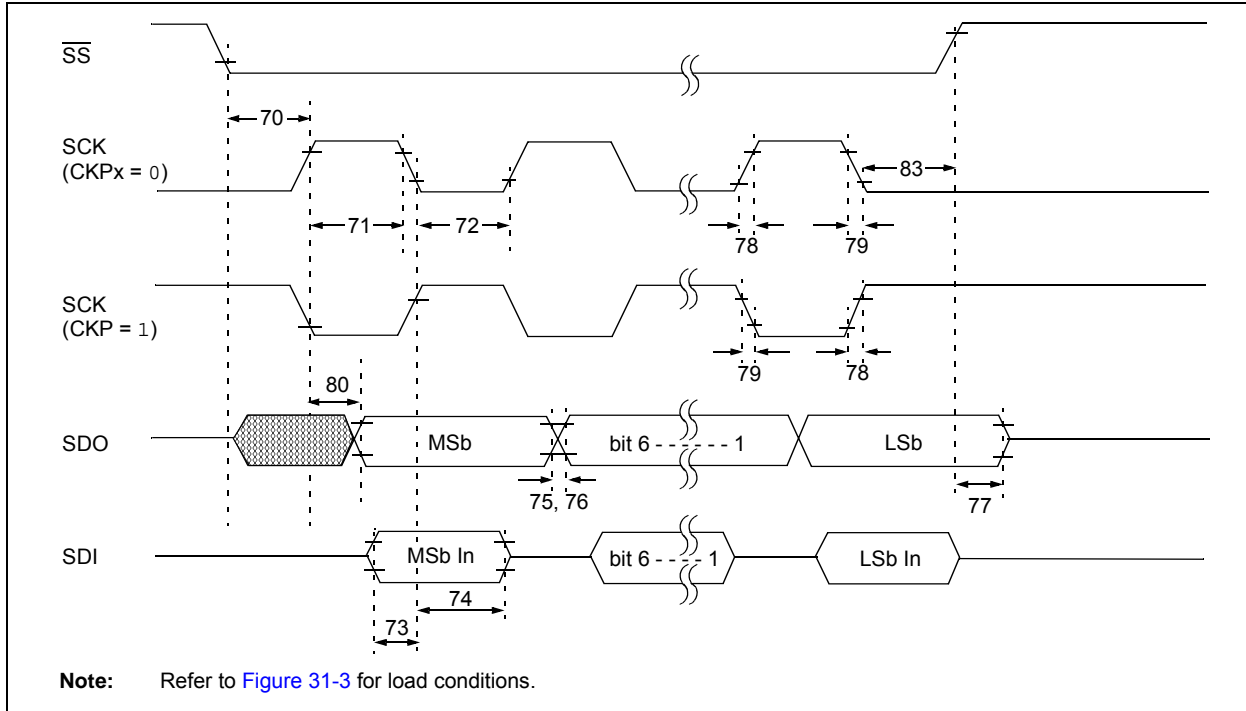 SS
70
SCK
(CKPx = 0)
83
71
72
78
79
SCK
(CKP = 1)
79
78
80
SDO
MSb
bit 6 - - - - - - 1
LSb
75, 76
77
SDI
MSb In
bit 6 - - - - 1
LSb In
74
73
Note: Refer to Figure 31-3 for load conditions.